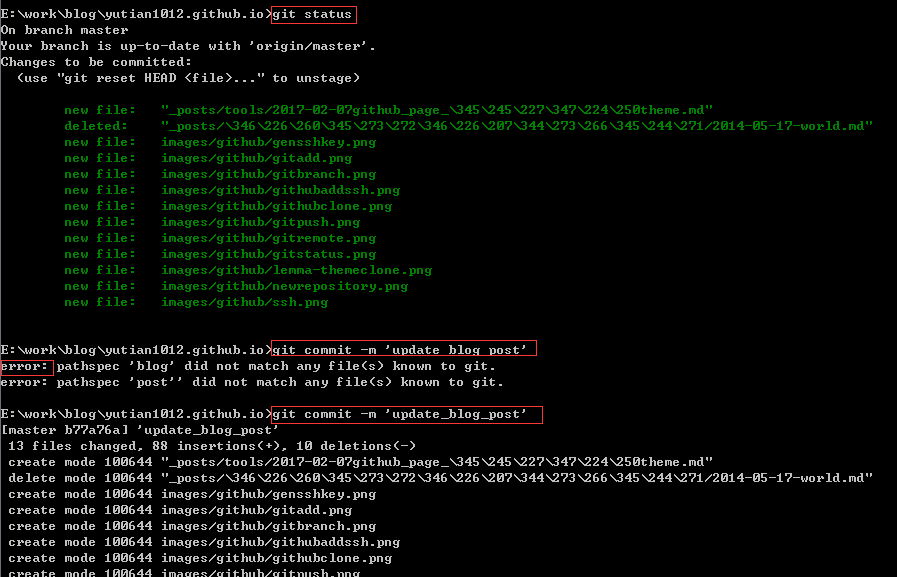 E:\work\blog\yutian1012.github.io>git status
On branch master
Your branch is up-to-date with 'origin/master'.
Changes to be committed:
  (use "git reset HEAD <file>..." to unstage)
        new file:   "_posts/tools/2017-02-07github_page_\345\245\227\347\224\250theme.md"
        deleted:    "_posts/\346\226\260\345\273\272\346\226\207\344\273\266\345\244\271/2014-05-17-world.md"
        new file:   images/github/gensshkey.png
        new file:   images/github/gitadd.png
        new file:   images/github/gitbranch.png
        new file:   images/github/githubaddssh.png
        new file:   images/github/githubclone.png
        new file:   images/github/gitpush.png
        new file:   images/github/gitremote.png
        new file:   images/github/gitstatus.png
        new file:   images/github/lemma-themeclone.png
        new file:   images/github/newrepository.png
        new file:   images/github/ssh.png
E:\work\blog\yutian1012.github.io>git commit -m 'update blog post'
error: pathspec 'blog' did not match any file(s) known to git.
error: pathspec 'post'' did not match any file(s) known to git.
E:\work\blog\yutian1012.github.io>git commit -m 'update_blog_post'
[master b77a76a] 'update_blog_post'
 13 files changed, 88 insertions(+), 10 deletions(-)
 create mode 100644 "_posts/tools/2017-02-07github_page_\345\245\227\347\224\250theme.md"
 delete mode 100644 "_posts/\346\226\260\345\273\272\346\226\207\344\273\266\345\244\271/2014-05-17-world.md"
 create mode 100644 images/github/gensshkey.png
 create mode 100644 images/github/gitadd.png
 create mode 100644 images/github/gitbranch.png
 create mode 100644 images/github/githubaddssh.png
 create mode 100644 images/github/githubclone.png
 create mode 100644 images/github/gitpush.png